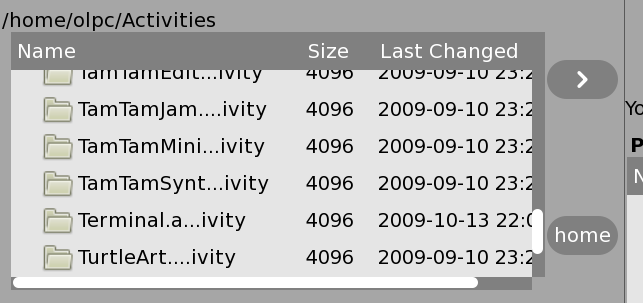 /home/olpc/Activities
Name Size Last Changed
TamTamEdit...ivity 4096 2009-09-10 23:2
TamTamJam....ivity 4096 2009-09-10 23:2
TamTamMini...ivity 4096 2009-09-10 23:2
TamTamSynt...ivity 4096 2009-09-10 23:2
Terminal.a...ivity 4096 2009-10-13 22:0
TurtleArt....ivity 4096 2009-09-10 23:2
home
Yo
P
N